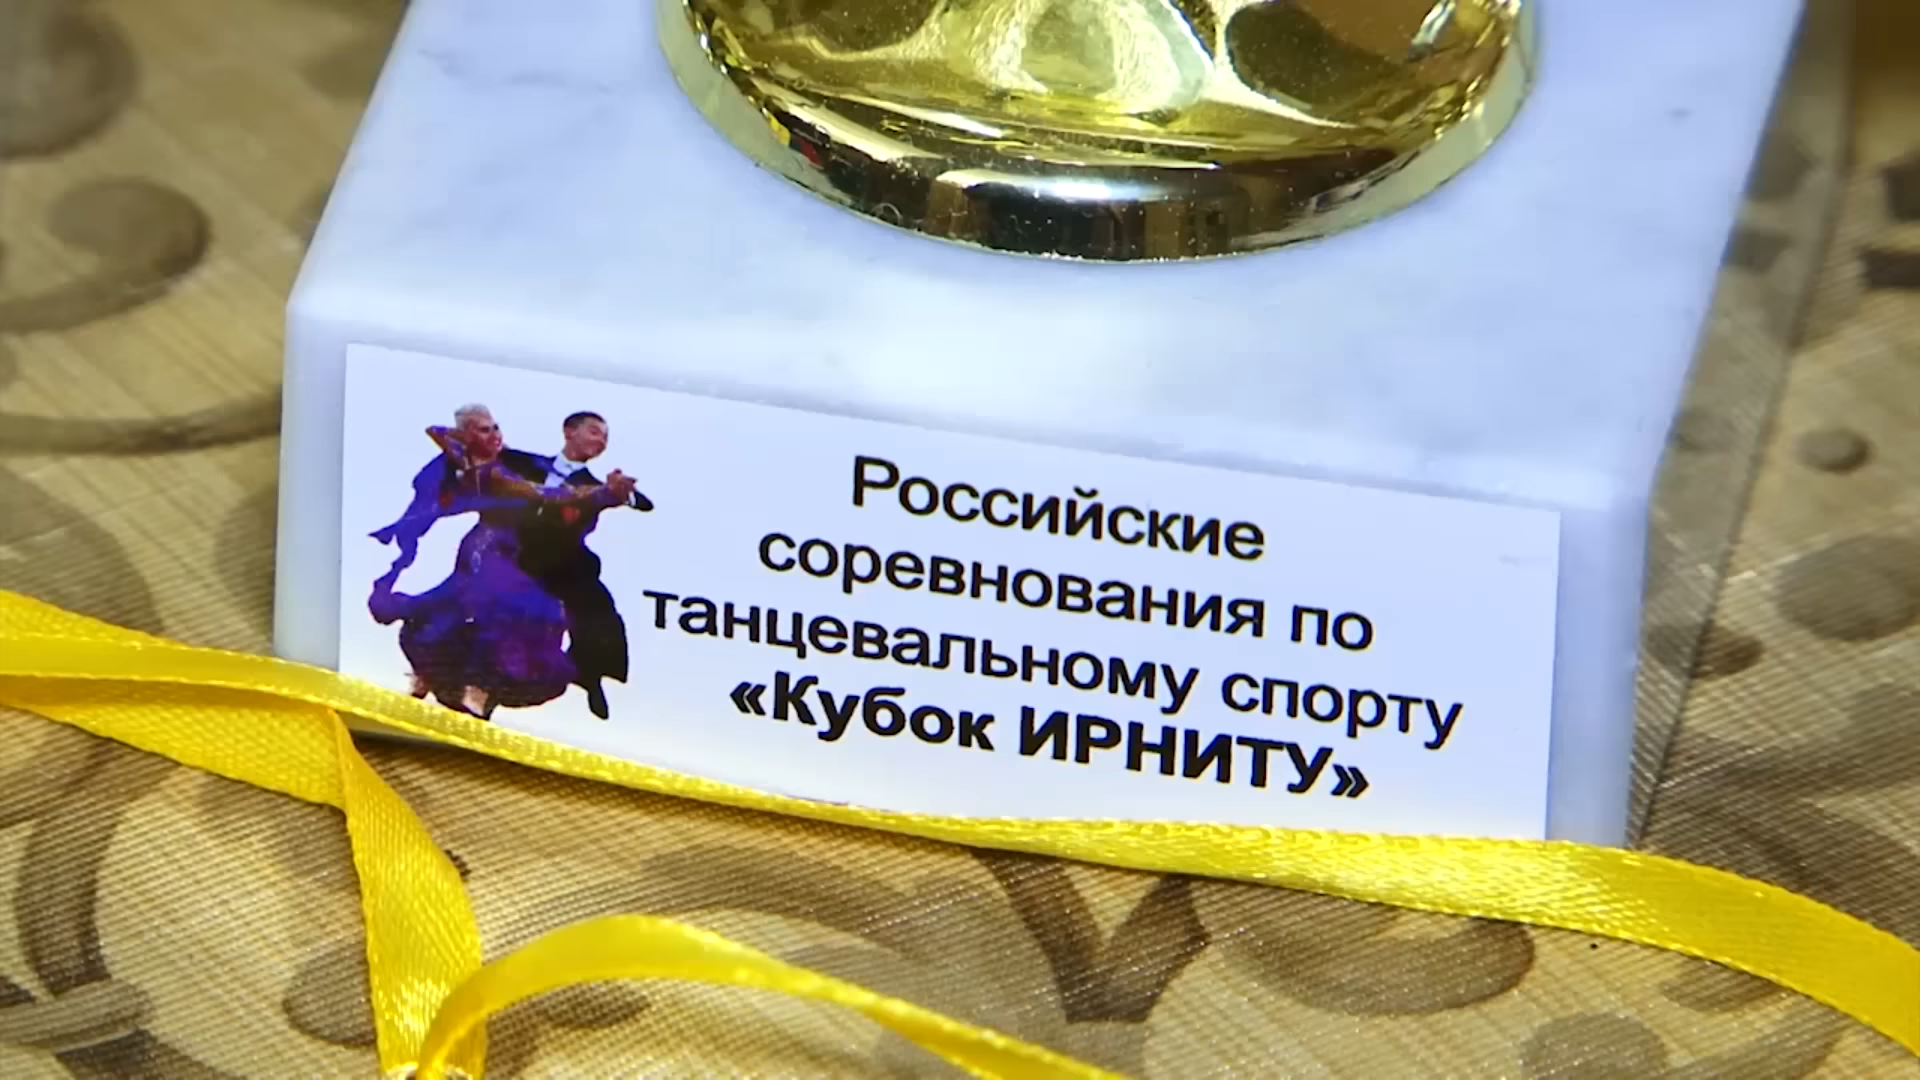 Российские
соревнования по
танцевальному спорту
«Кубок ИРНИТУ»